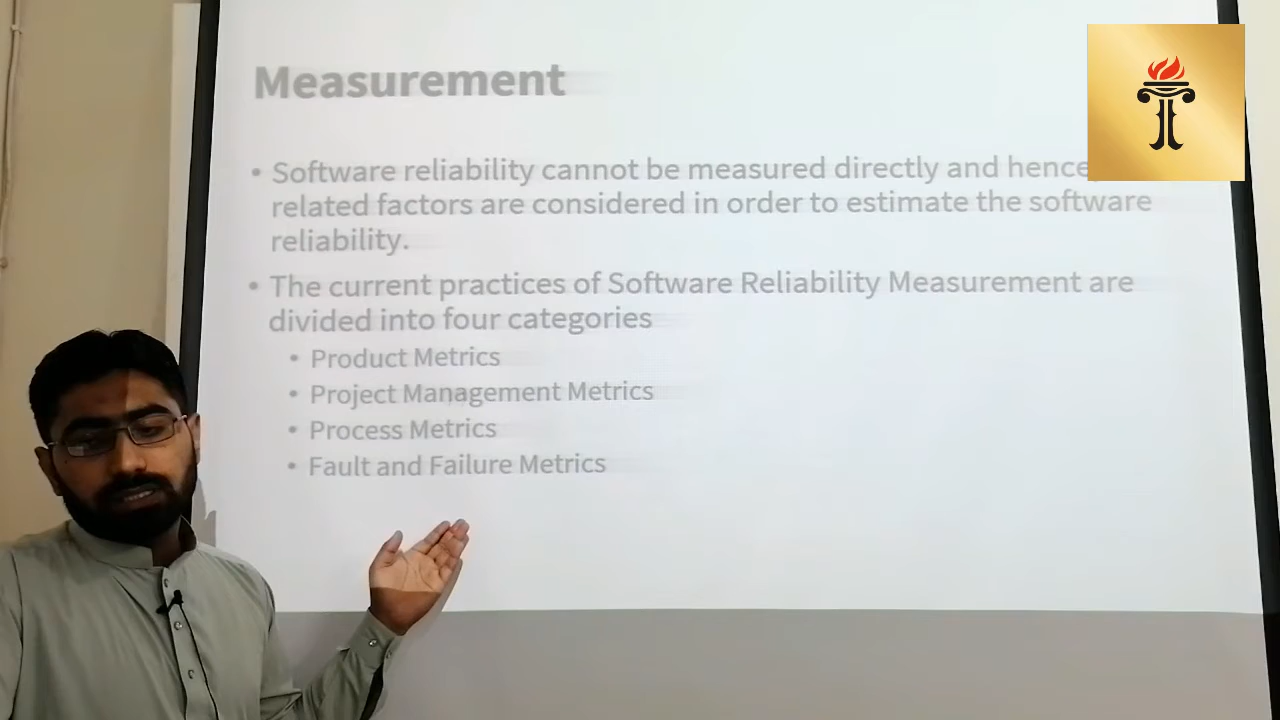 Measurement
• Software reliability cannot be measured directly and hence,
related factors are considered in order to estimate the software
reliability.
• The current practices of Software Reliability Measurement are
divided into four categories
• Product Metrics
• Project Management Metrics
• Process Metrics
• Fault and Failure Metrics